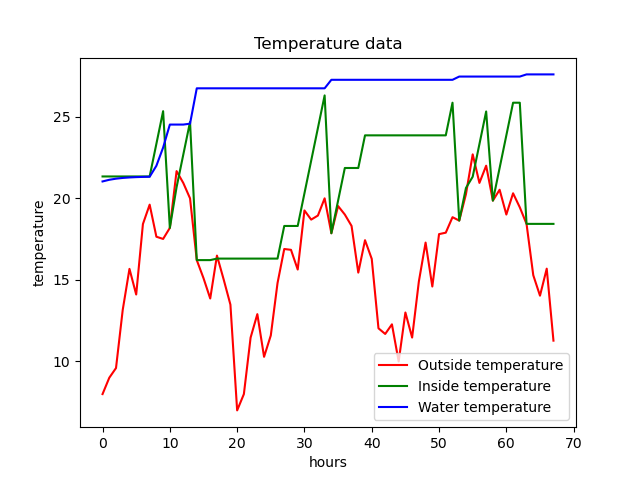 Temperature data
temperature
25
20
15
10
0 10 20 30 40 50 60 70
hours
Outside temperature
Inside temperature
Water temperature